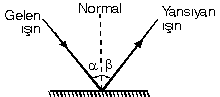 Gelen
ışın
Normal
Yansıyan
ışın
α
β